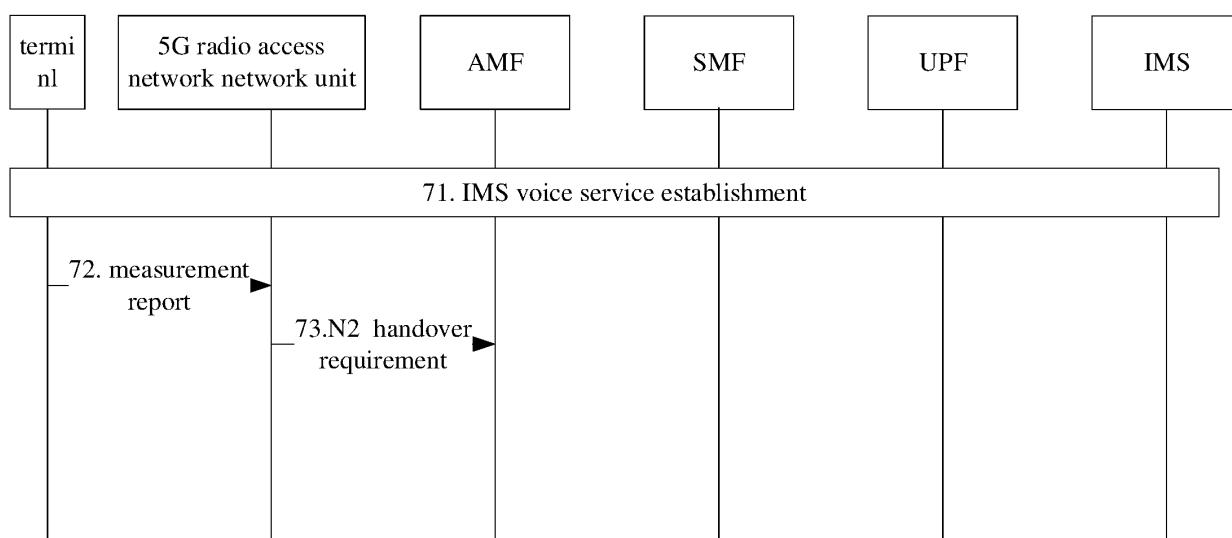 termi
nl
5G radio access
network network unit
AMF
SMF
UPF
IMS
71. IMS voice service establishment
72. measurement
report
73.N2  handover
requirement